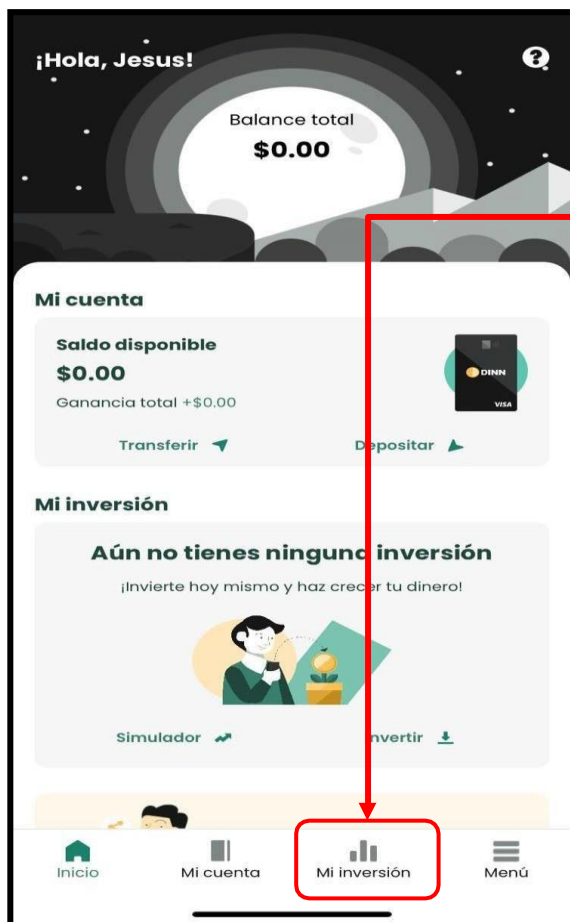 ¡Hola, Jesus!
?
Balance total
$0.00
Mi cuenta
Saldo disponible
$0.00
DINN
VISA
Ganancia total +$0.00
Transferir
Depositar
Mi inversión
Aún no tienes ninguna inversión
¡Invierte hoy mismo y haz crecer tu dinero!
Simulador
Invertir
Inicio
Mi cuenta
Mi inversión
Menú